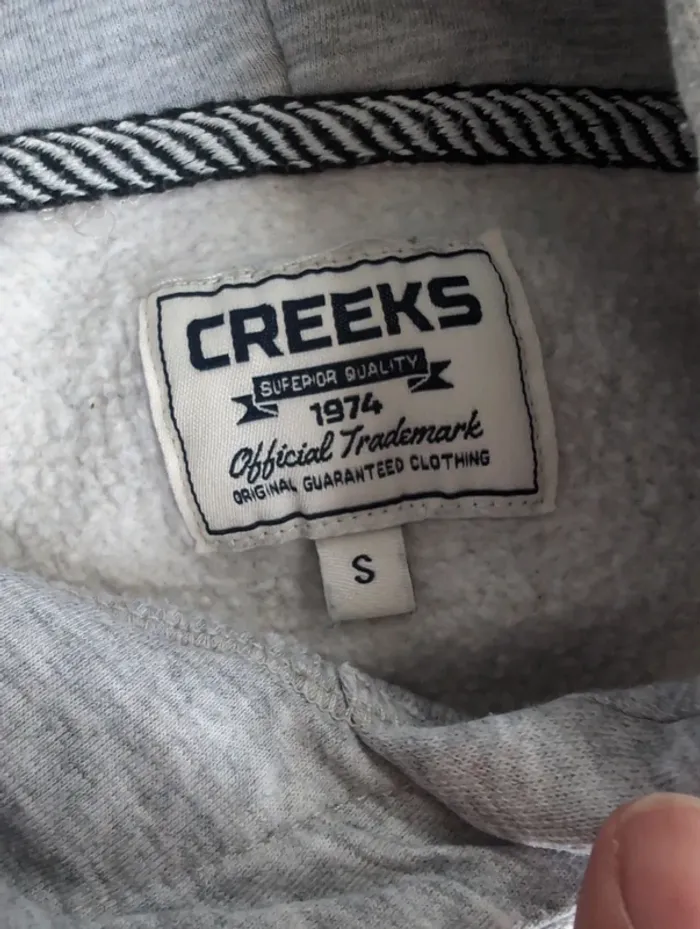 CREEKS
SUPERIOR QUALITY
1974
Official Trademark
ORIGINAL GUARANTEED CLOTHING
S